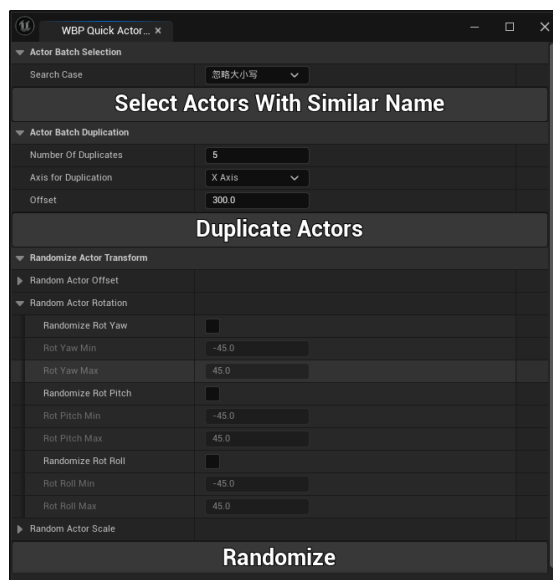 WBP Quick Actor...
Actor Batch Selection
Search Case 忽略大小写
Select Actors With Similar Name
Actor Batch Duplication
Number Of Duplicates 5
Axis for Duplication X Axis
Offset 300.0
Duplicate Actors
Randomize Actor Transform
Random Actor Offset
Random Actor Rotation
Randomize Rot Yaw
Rot Yaw Min -45.0
Rot Yaw Max 45.0
Randomize Rot Pitch
Rot Pitch Min -45.0
Rot Pitch Max 45.0
Randomize Rot Roll
Rot Roll Min -45.0
Rot Roll Max 45.0
Random Actor Scale
Randomize